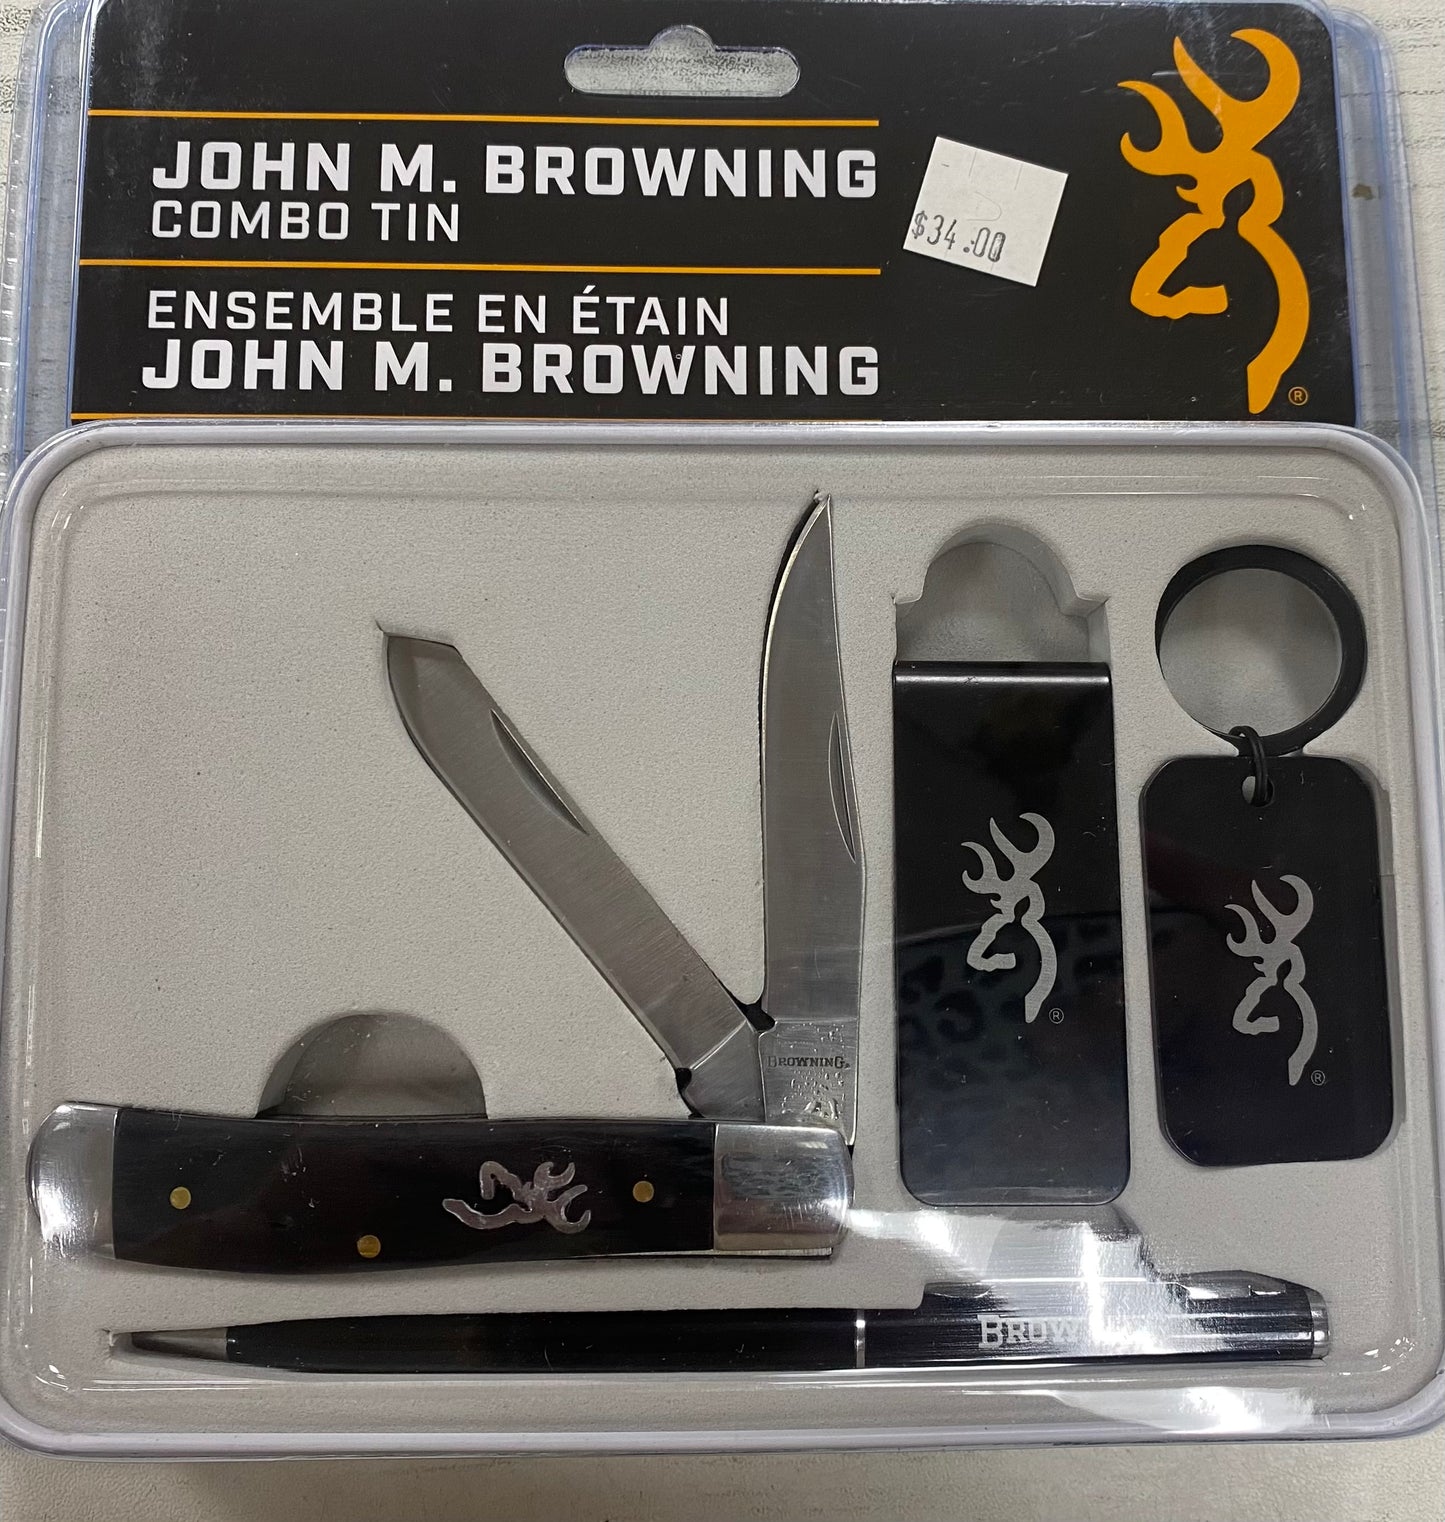 JOHN M. BROWNING
COMBO TIN
$34.00
ENSEMBLE EN ÉTAIN
JOHN M. BROWNING
®
BROWNING
®
®